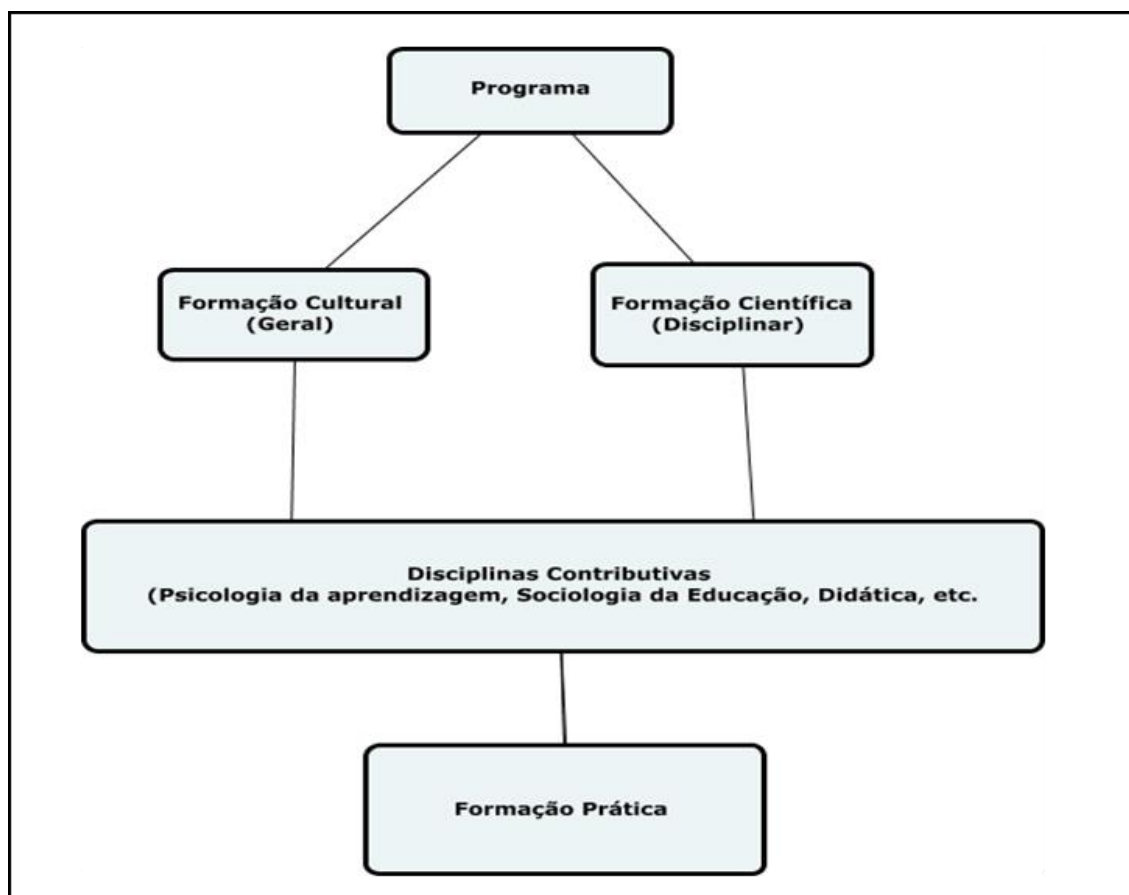 Programa
Formação Cultural
(Geral)
Formação Científica
(Disciplinar)
Disciplinas Contributivas
(Psicologia da aprendizagem, Sociologia da Educação, Didática, etc.
Formação Prática